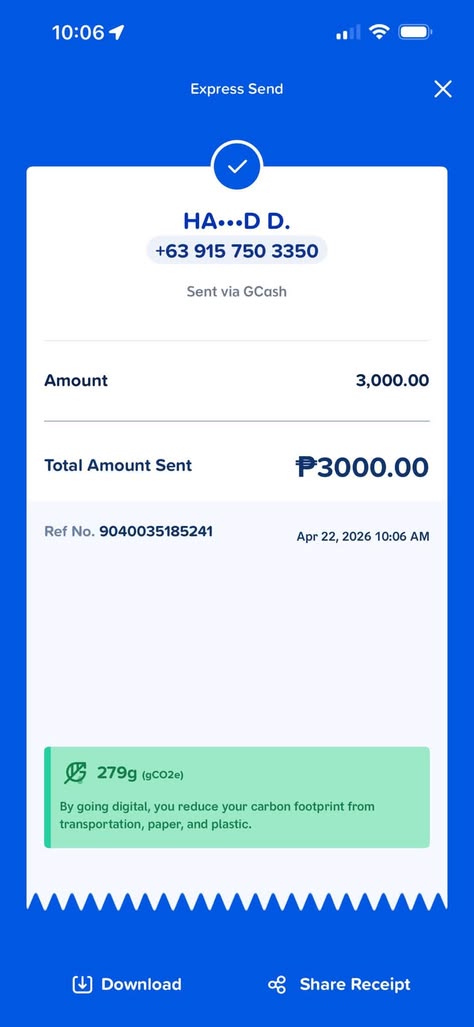 10:06
Express Send
HA•••D D.
+63 915 750 3350
Sent via GCash
Amount 3,000.00
Total Amount Sent ₱3000.00
Ref No. 9040035185241 Apr 22, 2026 10:06 AM
279g (gCO2e)
By going digital, you reduce your carbon footprint from
transportation, paper, and plastic.
Download Share Receipt